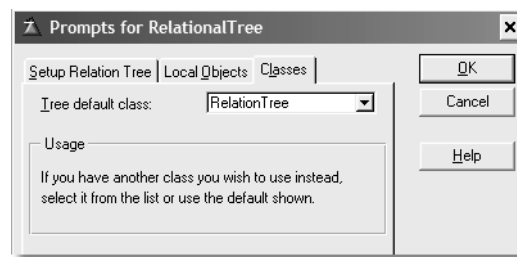 Prompts for RelationalTree
Setup Relation Tree Local Objects Classes
OK
Tree default class: RelationTree
Cancel
Usage
Help
If you have another class you wish to use instead,
select it from the list or use the default shown.